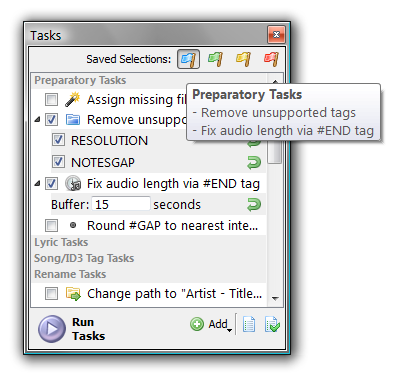 Tasks
Saved Selections:
Preparatory Tasks
Assign missing fil
Preparatory Tasks
- Remove unsupported tags
- Fix audio length via #END tag
Remove unsuppo
RESOLUTION
NOTESGAP
Fix audio length via #END tag
Buffer: 15 seconds
Round #GAP to nearest inte...
Lyric Tasks
Song/ID3 Tag Tasks
Rename Tasks
Change path to "Artist - Title...
Run
Tasks
Add